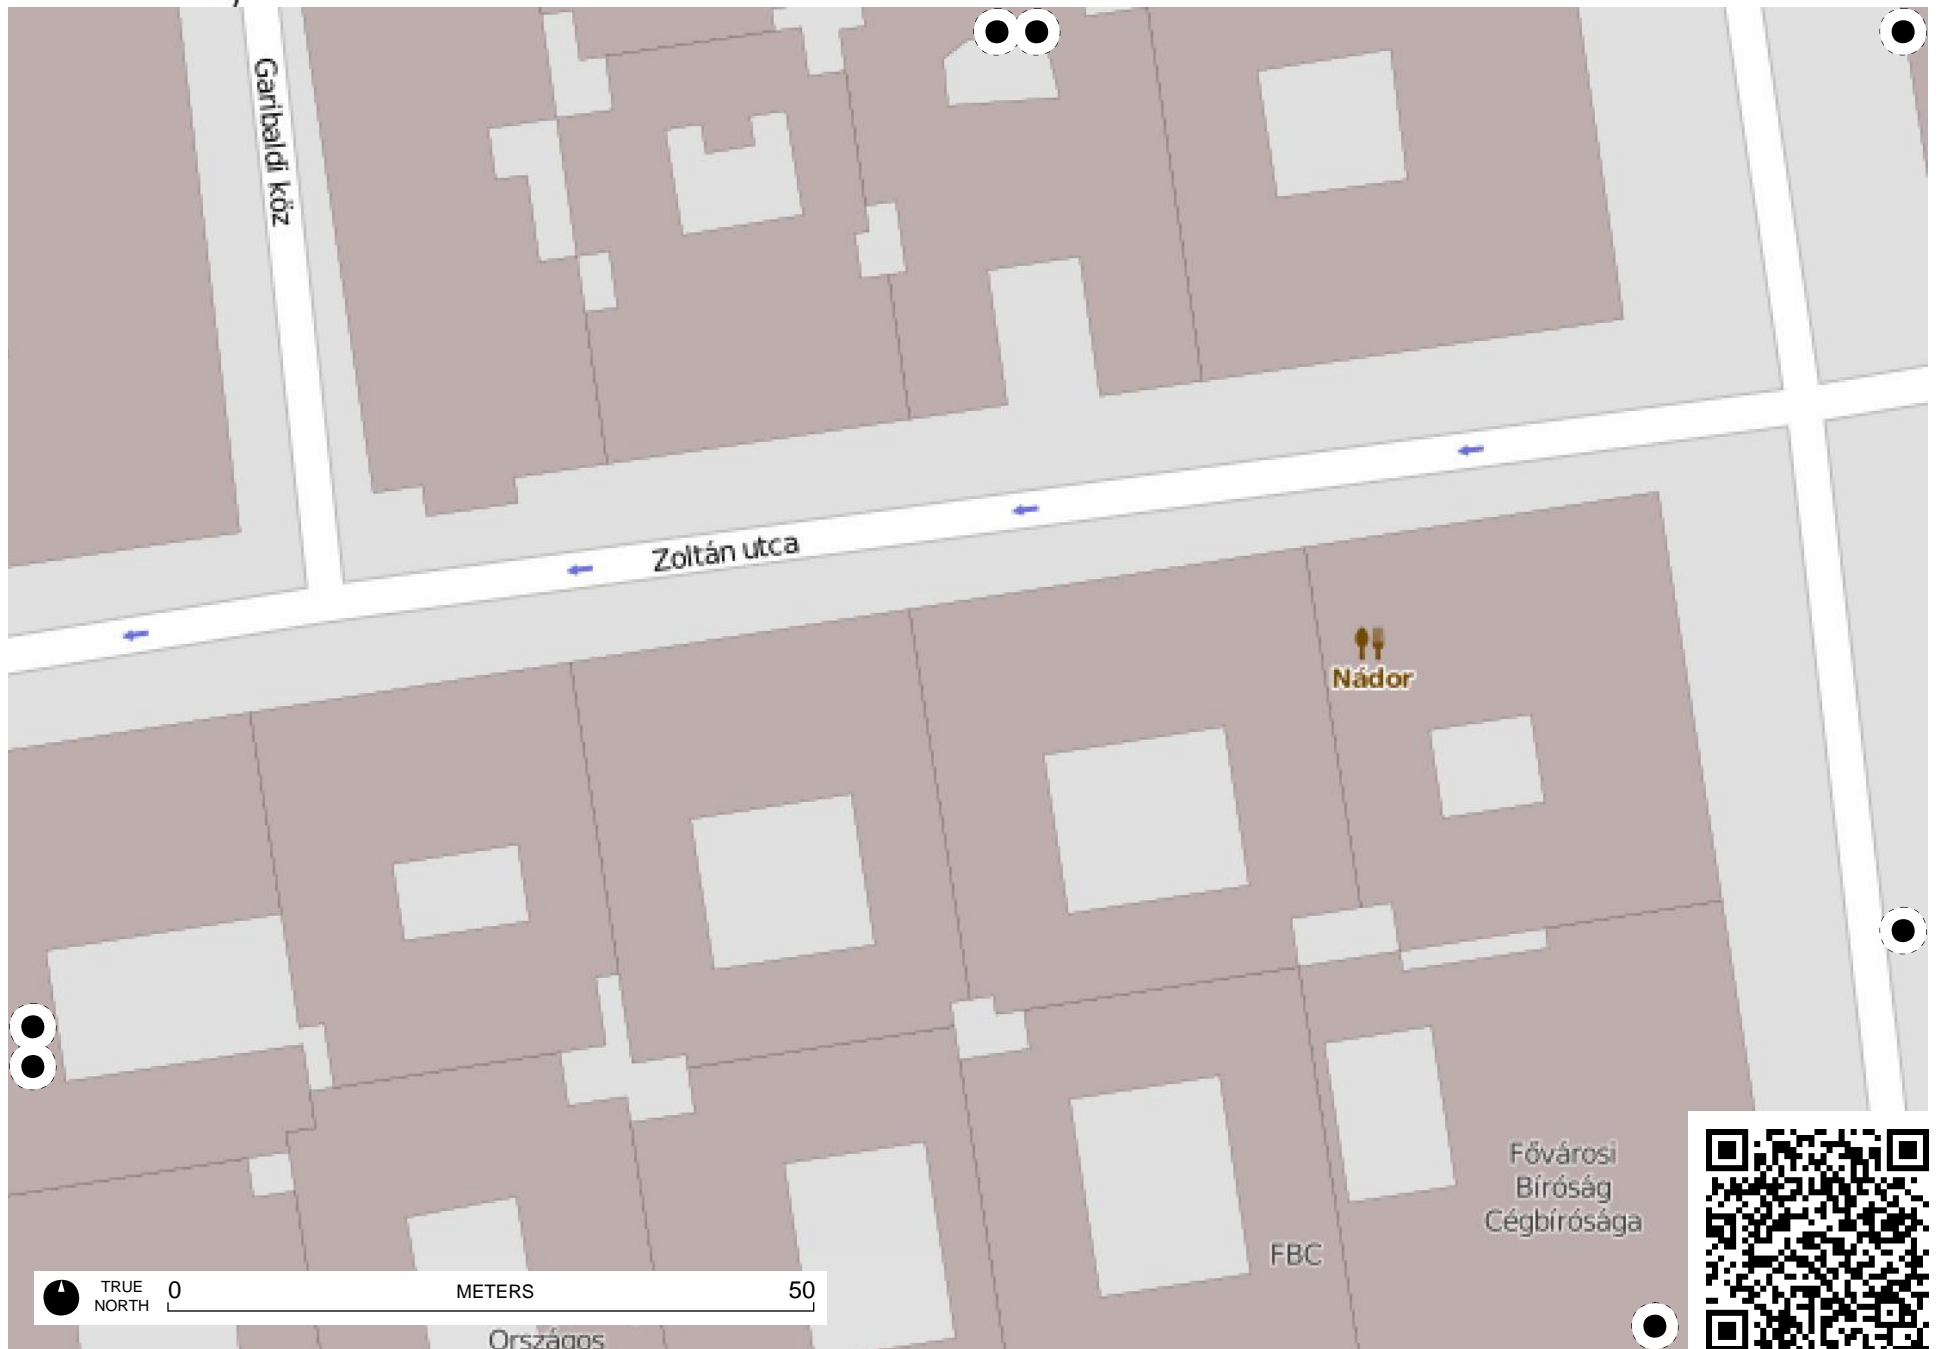 Garibaldi köz
Zoltán utca
Nádor
Fővárosi
Bíróság
Cégbírósága
FBC
TRUE
NORTH
0 METERS 50
Országos